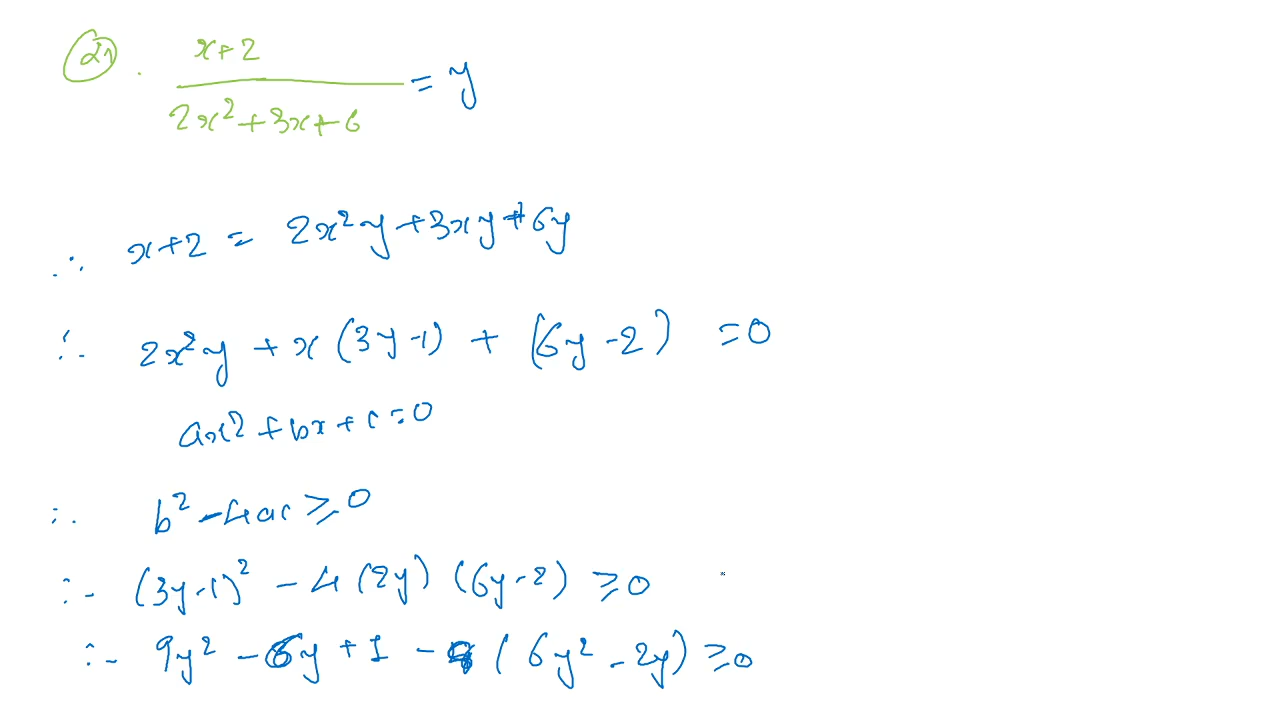 21. x+2 / 2x²+3x+6 = y
∴ x+2 = 2x²y+3xy+6y
∴ 2x²y + x(3y-1) + (6y-2) = 0
ax²+bx+c=0
∴ b²-4ac ≥ 0
∴ (3y-1)² - 4(2y)(6y-2) ≥ 0
∴ 9y² - 6y + 1 - (6y² - 2y) ≥ 0